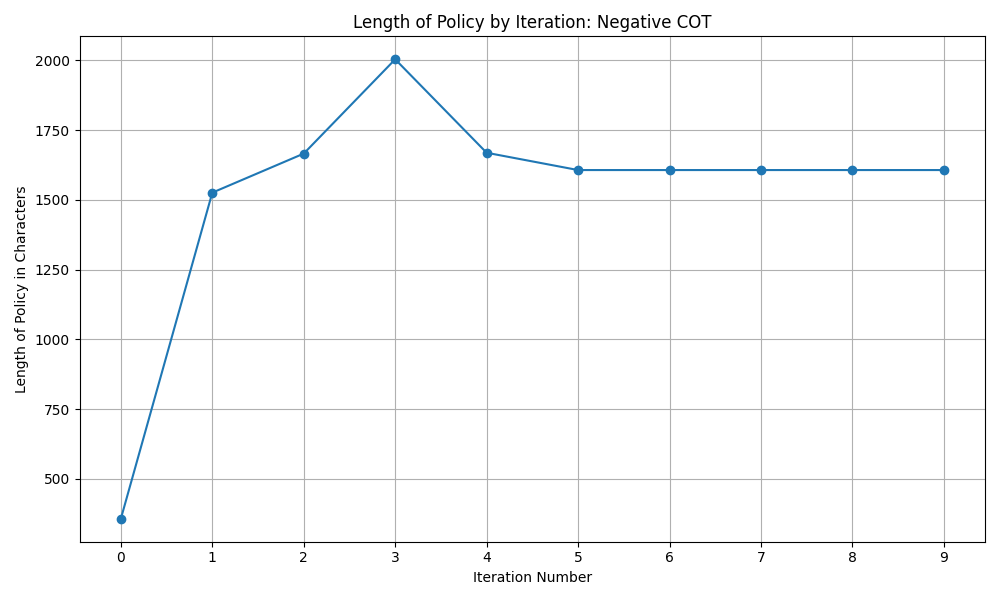 Length of Policy by Iteration: Negative COT
2000
1750
1500
1250
1000
750
500
Length of Policy in Characters
0 1 2 3 4 5 6 7 8 9
Iteration Number